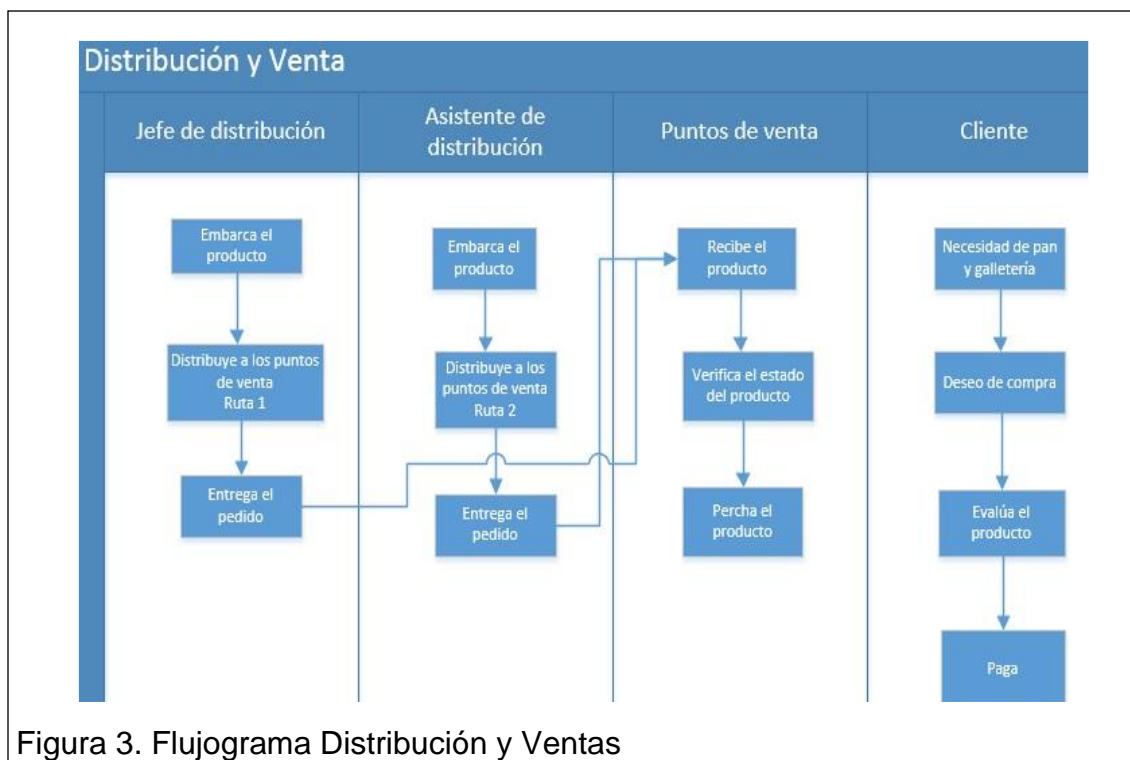 Distribución y Venta
Jefe de distribución
Asistente de
distribución
Puntos de venta
Cliente
Embarca el
producto
Distribuye a los puntos
de venta
Ruta 1
Entrega el
pedido
Embarca el
producto
Distribuye a los
puntos de venta
Ruta 2
Entrega el
pedido
Recibe el
producto
Verifica el estado
del producto
Percha el
producto
Necesidad de pan
y galletería
Deseo de compra
Evalúa el
producto
Paga
Figura 3. Flujograma Distribución y Ventas